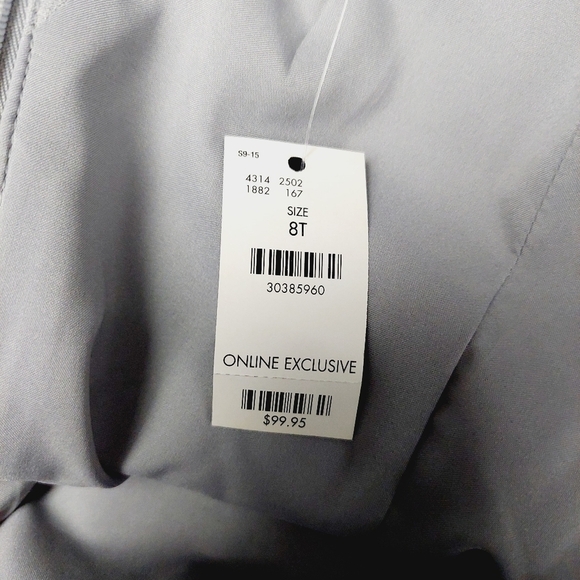 S9-15
4314 2502
1882 167
SIZE
8T
30385960
ONLINE EXCLUSIVE
$99.95